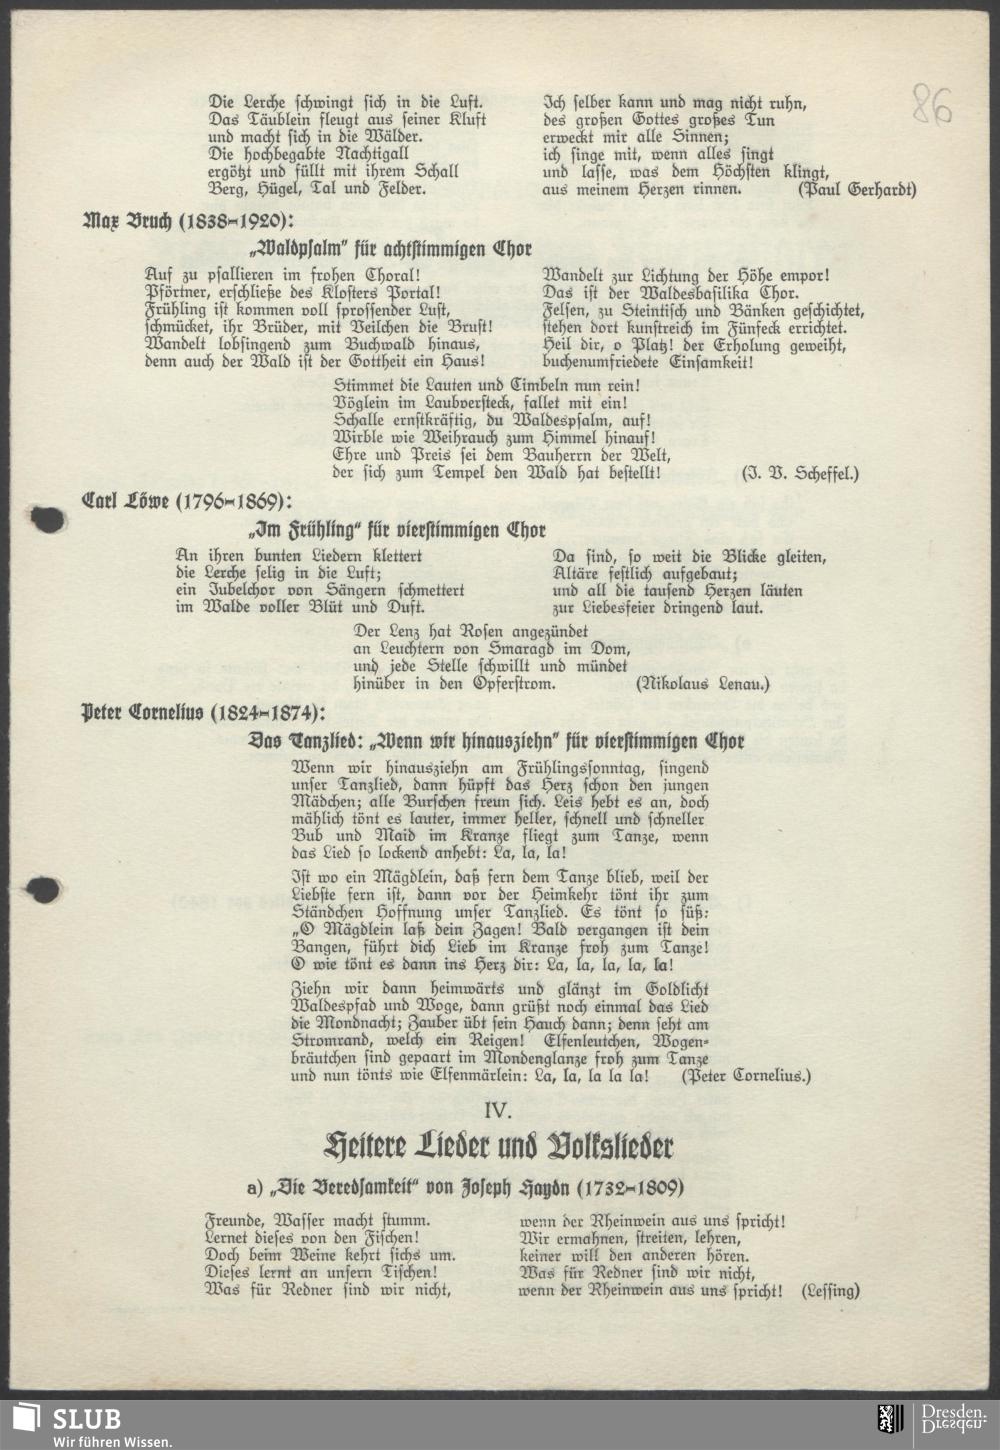 86
Die Lerche schwingt sich in die Luft.
Das Täublein fleugt aus seiner Kluft
und macht sich in die Wälder.
Die hochbegabte Nachtigall
ergötzt und füllt mit ihrem Schall
Berg, Hügel, Tal und Felder.
Ich selber kann und mag nicht ruhn,
des großen Gottes großes Tun
erweckt mir alle Sinnen;
ich singe mit, wenn alles singt
und lasse, was dem Höchsten klingt,
aus meinem Herzen rinnen. (Paul Gerhardt)
Max Bruch (1838-1920):
„Waldpsalm" für achtstimmigen Chor
Auf zu psallieren im frohen Choral!
Pförtner, erschließe des Klosters Portal!
Frühling ist kommen voll sprossender Lust,
schmücket, ihr Brüder, mit Veilchen die Brust!
Wandelt lobsingend zum Buchwald hinaus,
denn auch der Wald ist der Gottheit ein Haus!
Wandelt zur Lichtung der Höhe empor!
Das ist der Waldesbasilika Chor.
Felsen, zu Steintisch und Bänken geschichtet,
stehen dort kunstreich im Fünfeck errichtet.
Heil dir, o Platz! der Erholung geweiht,
buchenumfriedete Einsamkeit!
Stimmet die Lauten und Cimbeln nun rein!
Vöglein im Laubversteck, fallet mit ein!
Schalle ernstkräftig, du Waldespsalm, auf!
Wirble wie Weihrauch zum Himmel hinauf!
Ehre und Preis sei dem Bauherrn der Welt,
der sich zum Tempel den Wald hat bestellt! (J. V. Scheffel.)
Carl Löwe (1796-1869):
„Im Frühling" für vierstimmigen Chor
An ihren bunten Liedern klettert
die Lerche selig in die Luft;
ein Jubelchor von Sängern schmettert
im Walde voller Blüt und Duft.
Da sind, so weit die Blicke gleiten,
Altäre festlich aufgebaut;
und all die tausend Herzen läuten
zur Liebesfeier dringend laut.
Der Lenz hat Rosen angezündet
an Leuchtern von Smaragd im Dom,
und jede Stelle schwillt und mündet
hinüber in den Opferstrom. (Nikolaus Lenau.)
Peter Cornelius (1824-1874):
Das Tanzlied: „Wenn wir hinausziehn" für vierstimmigen Chor
Wenn wir hinausziehn am Frühlingssonntag, singend
unser Tanzlied, dann hüpft das Herz schon den jungen
Mädchen; alle Burschen freun sich. Leis hebt es an, doch
mählich tönt es lauter, immer heller, schnell und schneller
Bub und Maid im Kranze fliegt zum Tanze, wenn
das Lied so lockend anhebt: La, la, la!
Ist wo ein Mägdlein, daß fern dem Tanze blieb, weil der
Liebste fern ist, dann vor der Heimkehr tönt ihr zum
Ständchen Hoffnung unser Tanzlied. Es tönt so süß:
„O Mägdlein laß dein Zagen! Bald vergangen ist dein
Bangen, führt dich Lieb im Kranze froh zum Tanze!
O wie tönt es dann ins Herz dir: La, la, la, la, la!
Ziehn wir dann heimwärts und glänzt im Goldlicht
Waldespfad und Woge, dann grüßt noch einmal das Lied
die Mondnacht; Zauber übt sein Hauch dann; denn seht am
Stromrand, welch ein Reigen! Elfenleutchen, Wogen-
bräutchen sind gepaart im Mondenglanze froh zum Tanze
und nun tönts wie Elfenmärlein: La, la, la la la! (Peter Cornelius.)
IV.
Heitere Lieder und Volkslieder
a) „Die Beredsamkeit" von Joseph Haydn (1732-1809)
Freunde, Wasser macht stumm.
Lernet dieses von den Fischen!
Doch beim Weine kehrt sichs um.
Dieses lernt an unsern Tischen!
Was für Redner sind wir nicht,
wenn der Rheinwein aus uns spricht!
Wir ermahnen, streiten, lehren,
keiner will den anderen hören.
Was für Redner sind wir nicht,
wenn der Rheinwein aus uns spricht! (Lessing)
SLUB
Wir führen Wissen.
Dresden.
Dresden.